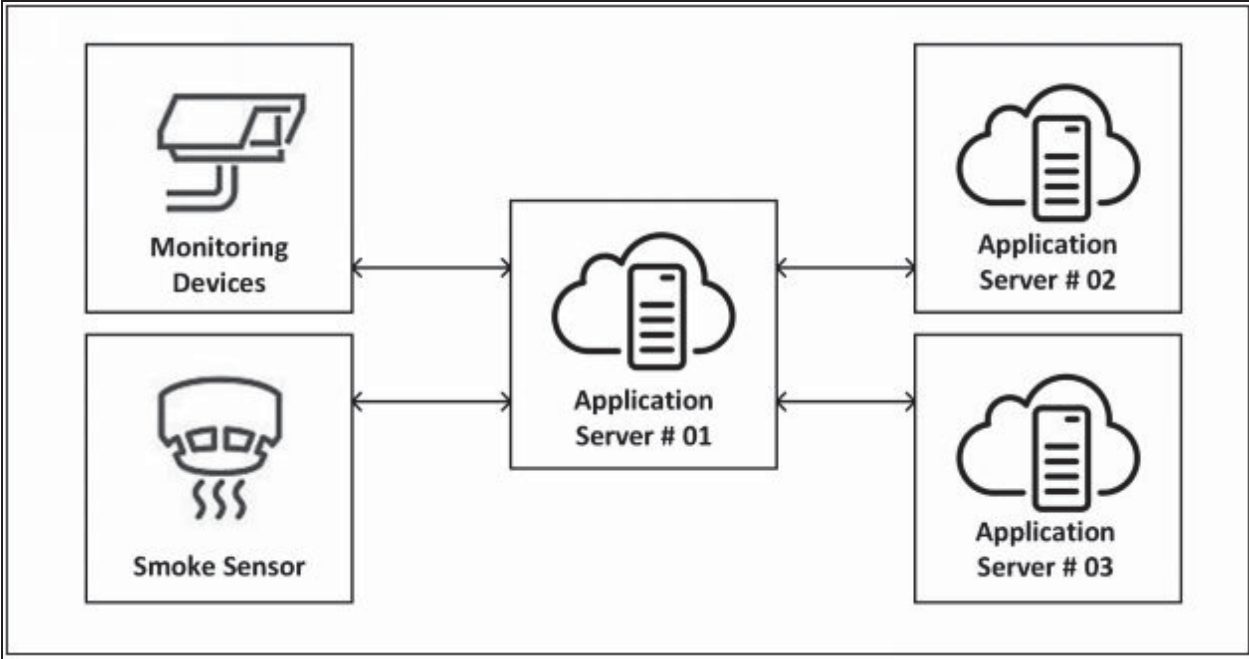 Monitoring
Devices
Smoke Sensor
Application
Server # 01
Application
Server # 02
Application
Server # 03